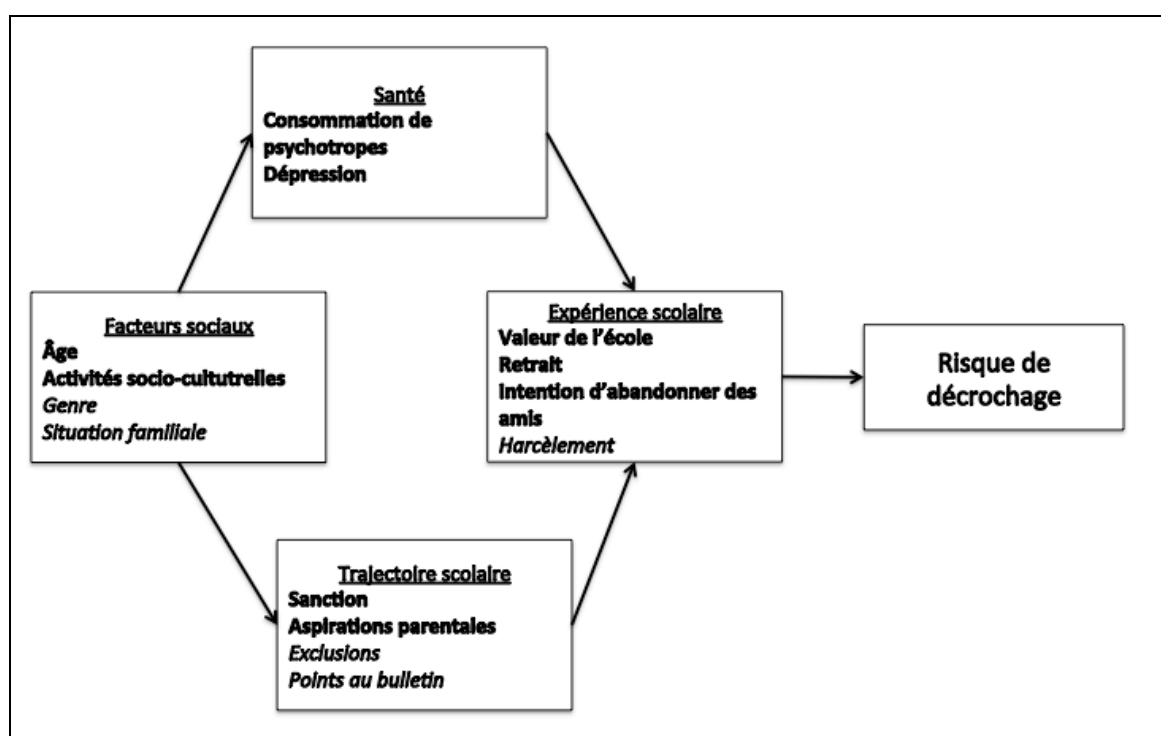 Santé
Consommation de
psychotropes
Dépression
Facteurs sociaux
Âge
Activités socio-cultutrelles
Genre
Situation familiale
Expérience scolaire
Valeur de l'école
Retrait
Intention d'abandonner des
amis
Harcèlement
Risque de
décrochage
Trajectoire scolaire
Sanction
Aspirations parentales
Exclusions
Points au bulletin